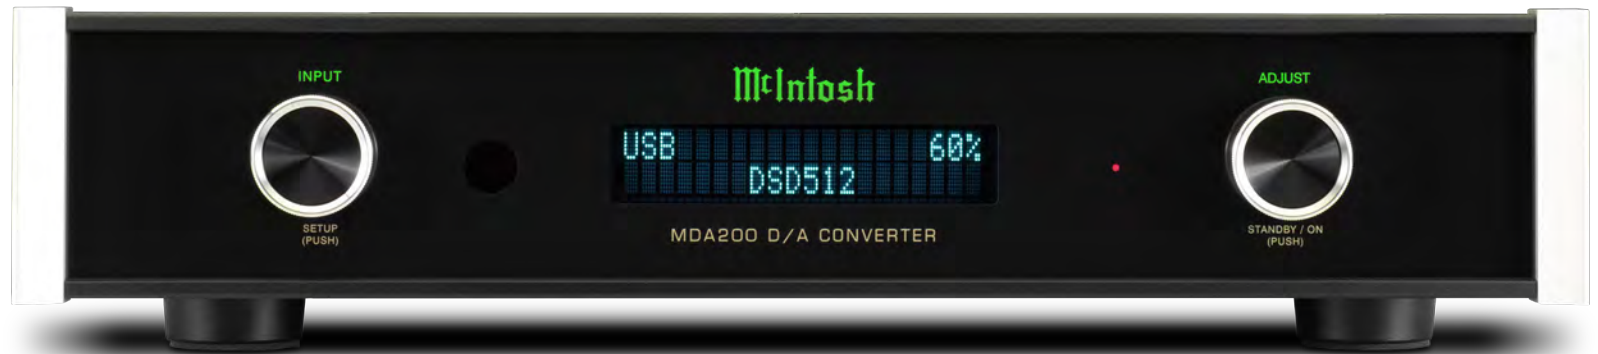 INPUT
McIntosh
ADJUST
USB 60%
DSD512
SETUP
(PUSH)
MDA200 D/A CONVERTER
STANDBY / ON
(PUSH)